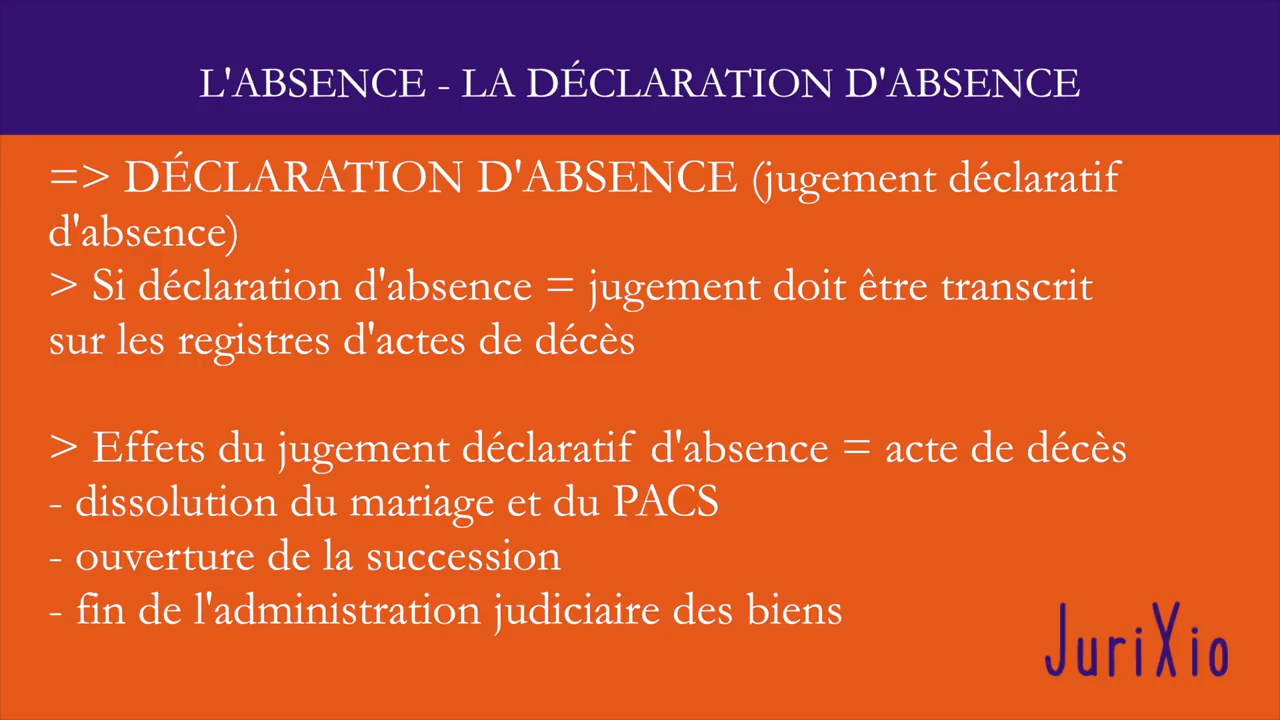 L'ABSENCE - LA DÉCLARATION D'ABSENCE
=> DÉCLARATION D'ABSENCE (jugement déclaratif
d'absence)
> Si déclaration d'absence = jugement doit être transcrit
sur les registres d'actes de décès
> Effets du jugement déclaratif d'absence = acte de décès
- dissolution du mariage et du PACS
- ouverture de la succession
- fin de l'administration judiciaire des biens
JuriXio